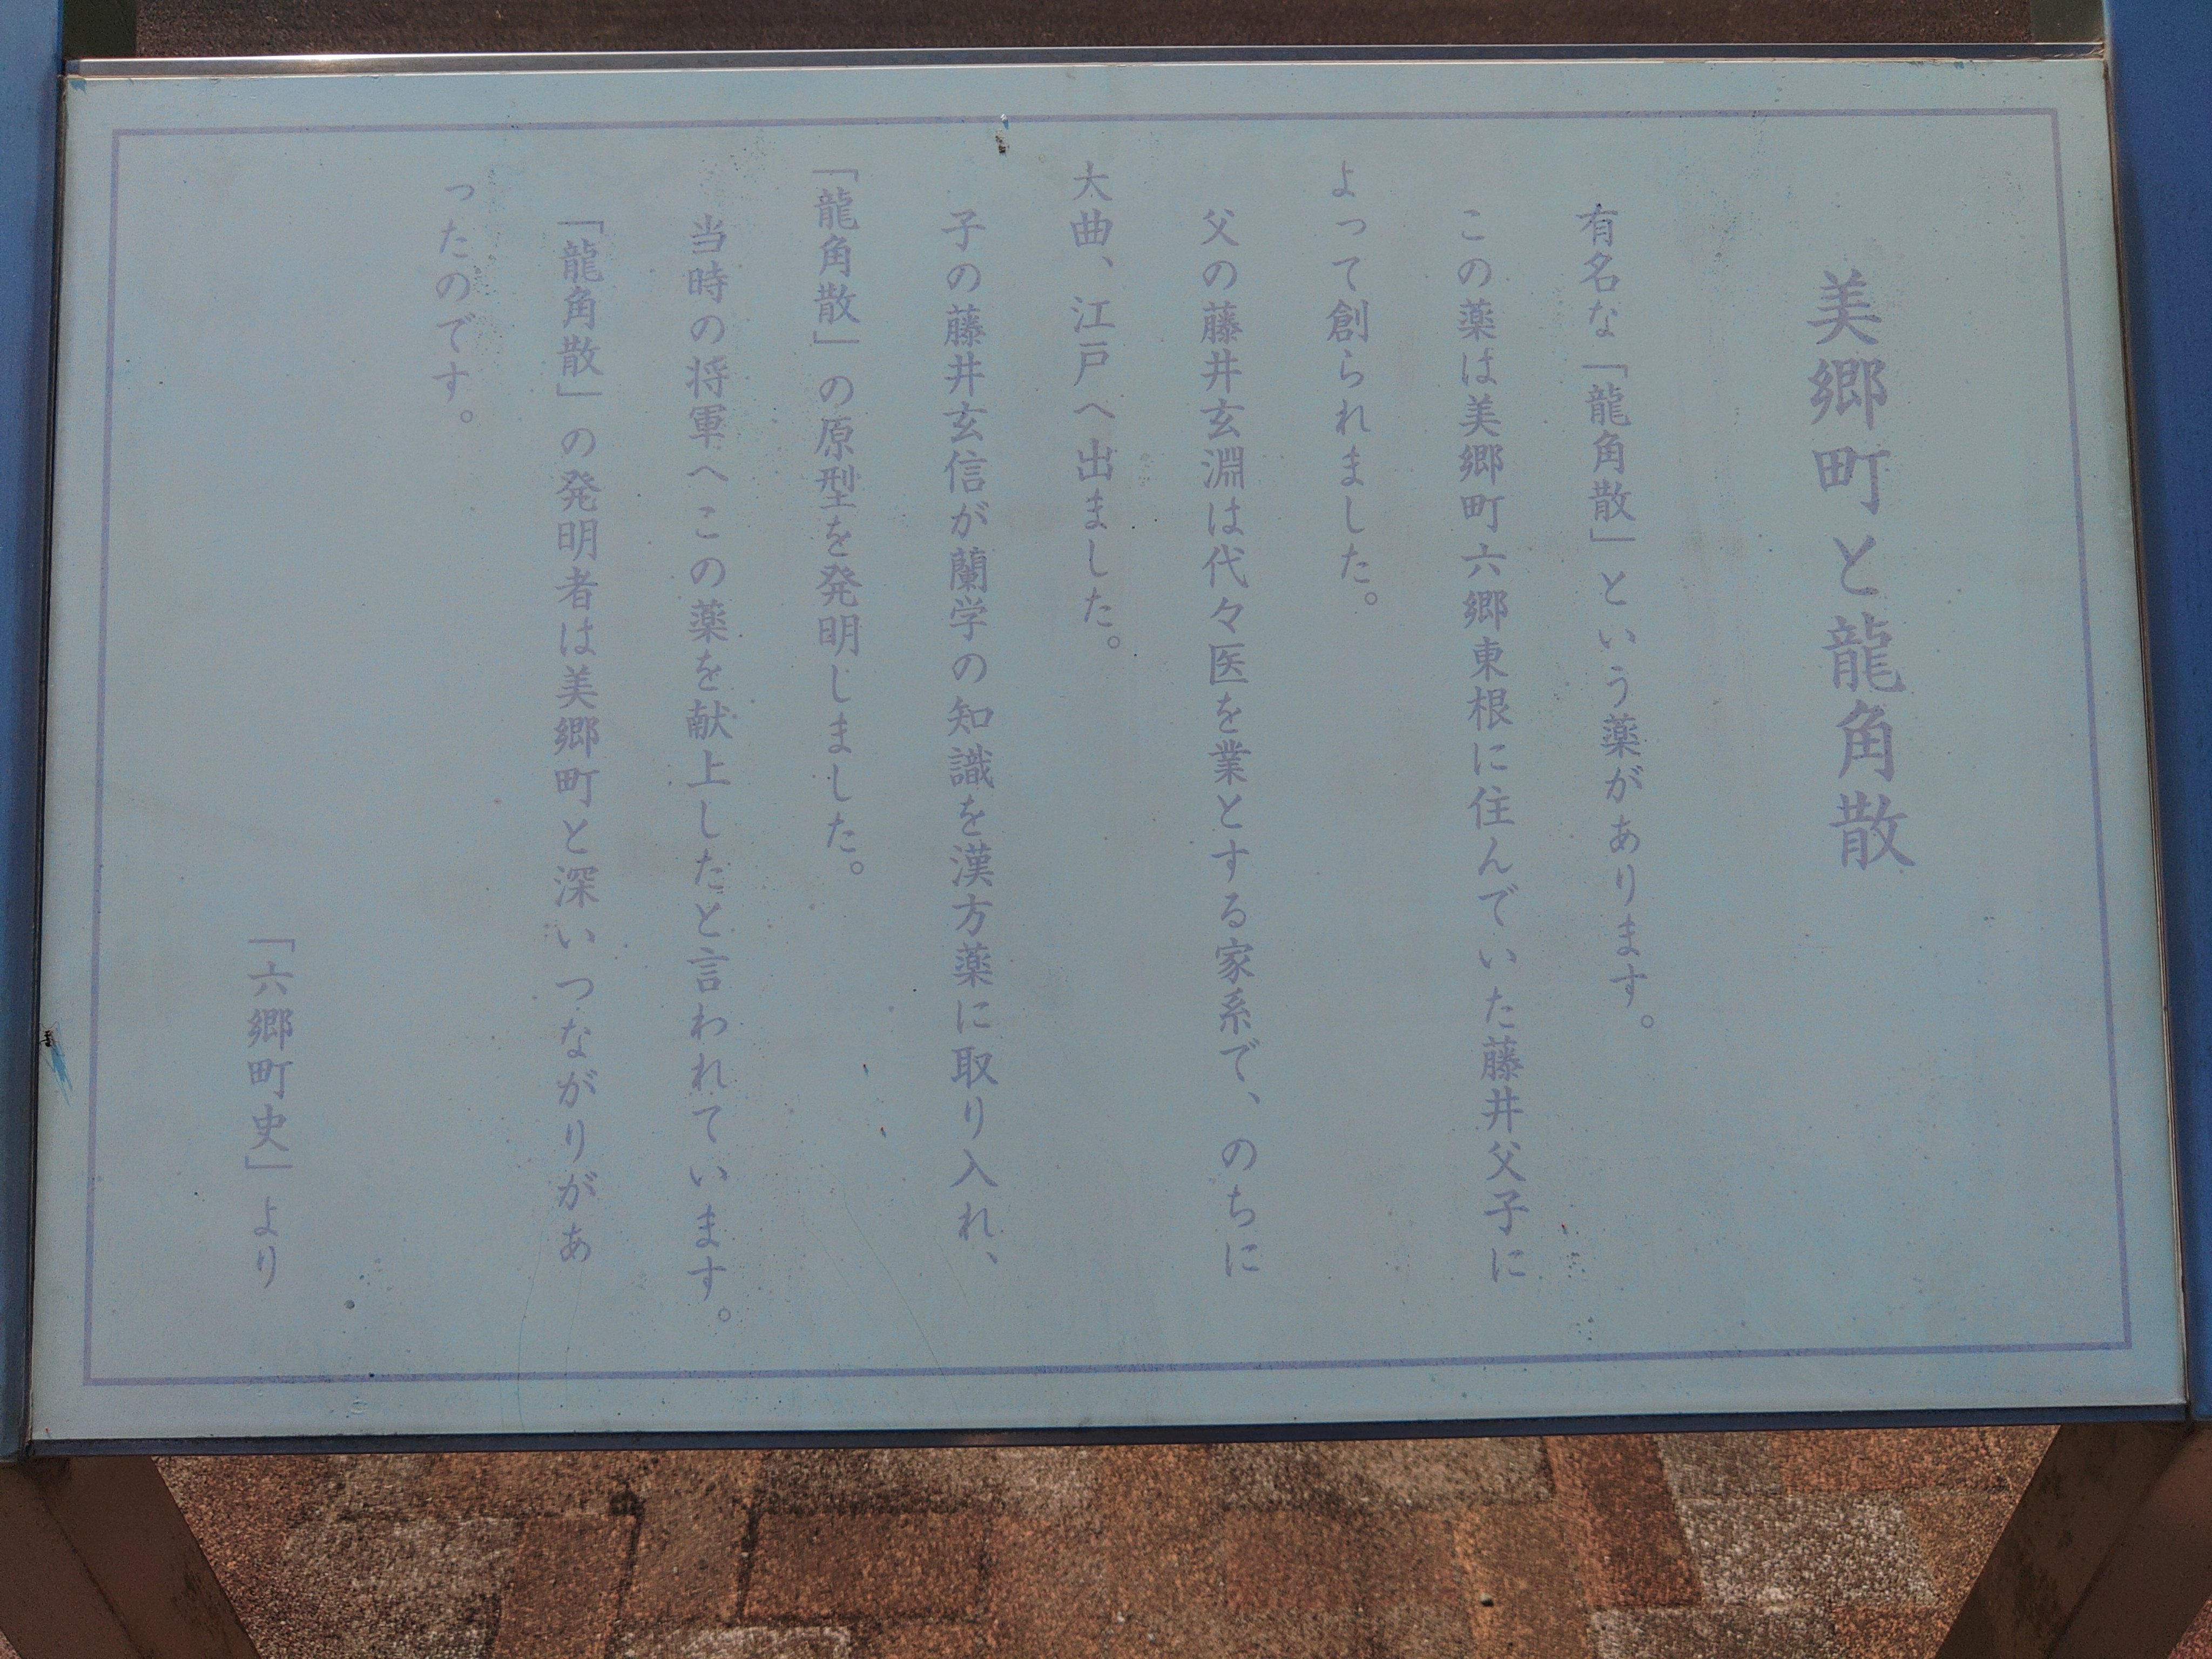 美郷町と龍角散
有名な「龍角散」という薬があります。
この薬は美郷町六郷東根に住んでいた藤井父子に
よって創られました。
父の藤井玄淵は代々医を業とする家系で、のちに
大曲、江戸へ出ました。
子の藤井玄信が蘭学の知識を漢方薬に取り入れ、
「龍角散」の原型を発明しました。
当時の将軍へこの薬を献上したと言われています。
「龍角散」の発明者は美郷町と深いつながりがあ
ったのです。
「六郷町史」より